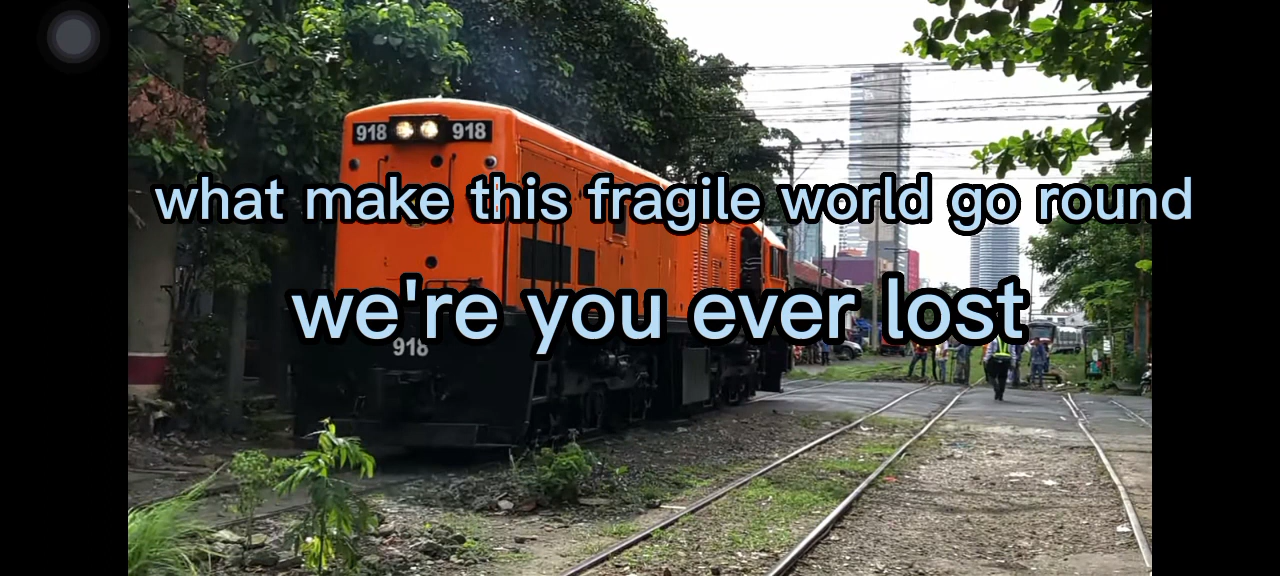 918 918
what make this fragile world go round
we're you ever lost
918